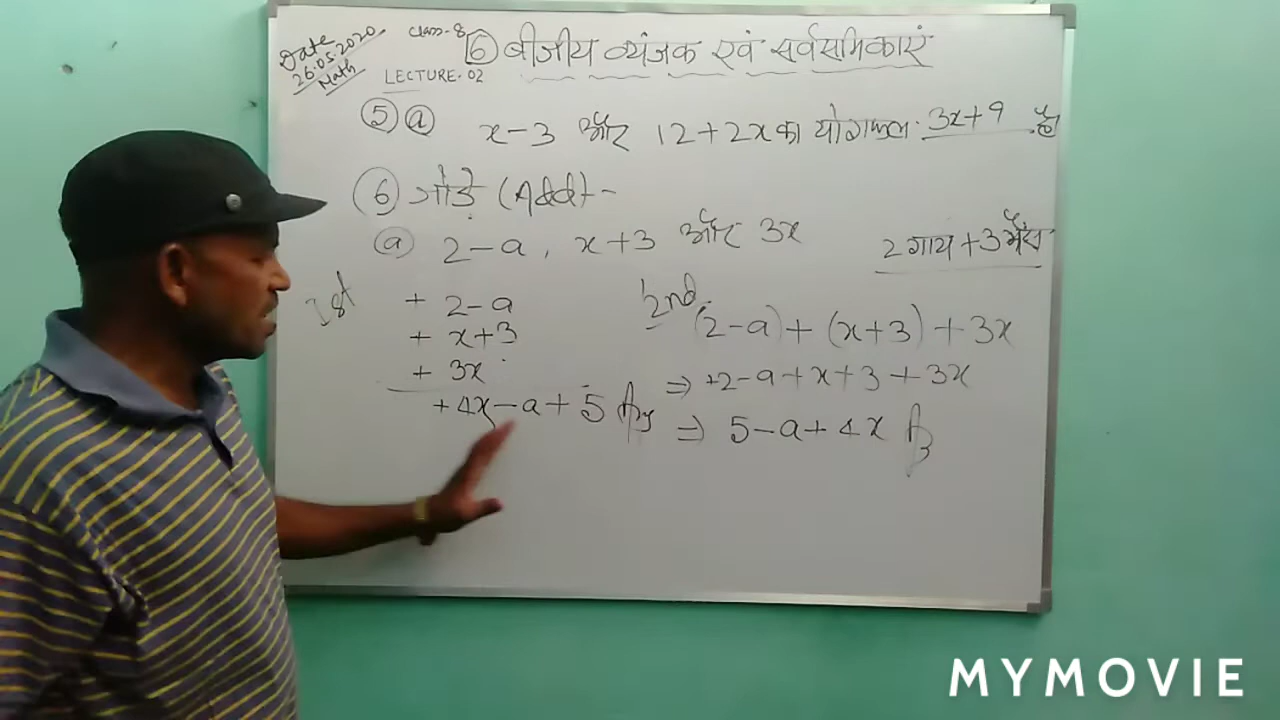 Date
26.05.2020
Math
Class-8
LECTURE-02
⑥ बीजीय व्यंजक एवं सर्वसमिकाएं
⑤ ⓐ x-3 और 12+2x का योगफल 3x+9 है।
⑥ जोड़े (Add) -
ⓐ 2-a, x+3 और 3x
2 गाय + 3 भैंस
1st
+ 2-a
+ x+3
+ 3x
+4x-a+5 Ans
2nd
(2-a)+(x+3)+3x
⇒ +2-a+x+3+3x
⇒ 5-a+4x
MYMOVIE